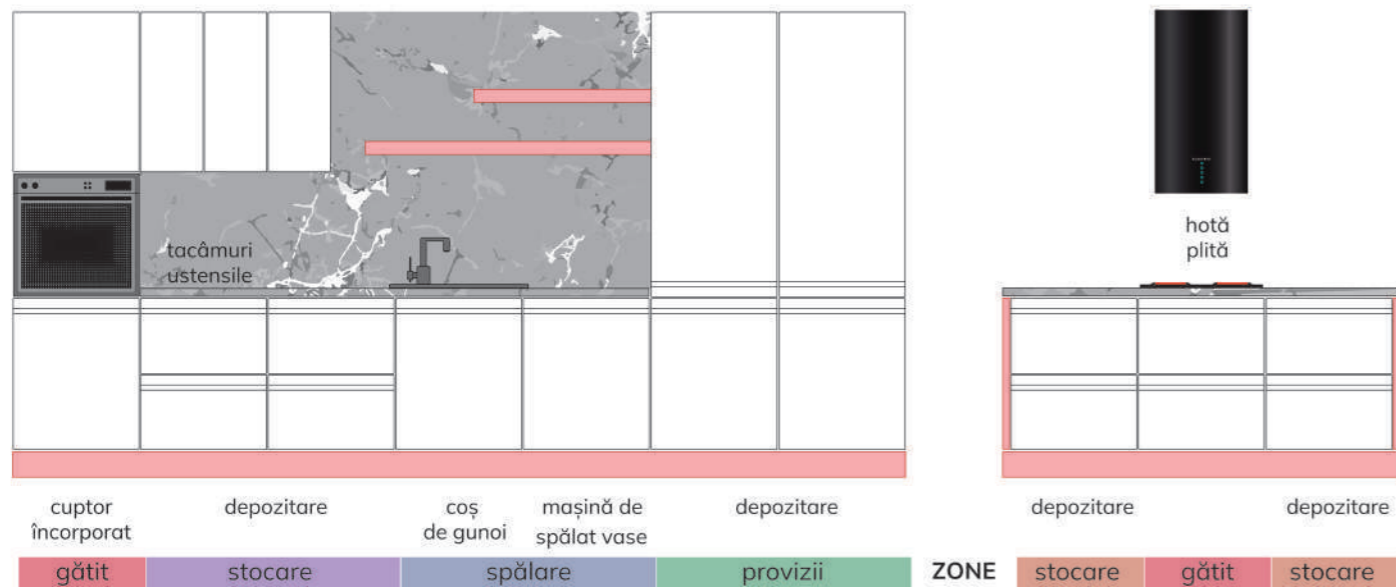 tacâmuri
ustensile
hotă
plită
cuptor
încorporat
depozitare
coș
de gunoi
mașină de
spălat vase
depozitare
depozitare
depozitare
gătit
stocare
spălare
provizii
ZONE
stocare
gătit
stocare